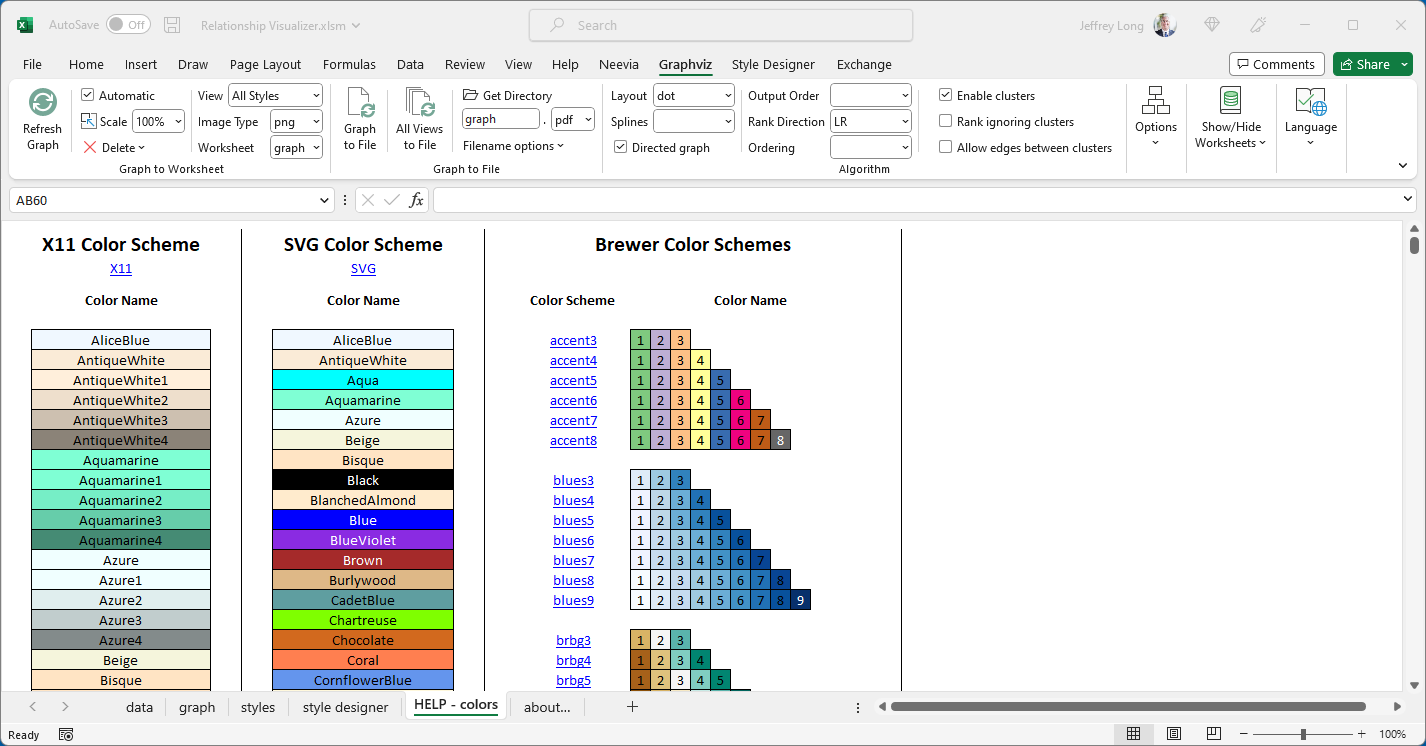 AutoSave Off Relationship Visualizer.xlsm Search Jeffrey Long
File Home Insert Draw Page Layout Formulas Data Review View Help Neevia Graphviz Style Designer Exchange Comments Share
Refresh Graph
Automatic
Scale 100%
Delete
View All Styles
Image Type png
Worksheet graph
Graph to Worksheet
Graph to File
All Views to File
Get Directory
graph . pdf
Filename options
Graph to File
Layout dot
Splines
Directed graph
Output Order
Rank Direction LR
Ordering
Enable clusters
Rank ignoring clusters
Allow edges between clusters
Algorithm
Options
Show/Hide Worksheets
Language
AB60 fx
X11 Color Scheme SVG Color Scheme Brewer Color Schemes
X11 SVG
Color Name Color Name Color Scheme Color Name
AliceBlue AliceBlue accent3 1 2 3
AntiqueWhite AntiqueWhite accent4 1 2 3 4
AntiqueWhite1 Aqua accent5 1 2 3 4 5
AntiqueWhite2 Aquamarine accent6 1 2 3 4 5 6
AntiqueWhite3 Azure accent7 1 2 3 4 5 6 7
AntiqueWhite4 Beige accent8 1 2 3 4 5 6 7 8
Aquamarine Bisque
Aquamarine1 Black blues3 1 2 3
Aquamarine2 BlanchedAlmond blues4 1 2 3 4
Aquamarine3 Blue blues5 1 2 3 4 5
Aquamarine4 BlueViolet blues6 1 2 3 4 5 6
Azure Brown blues7 1 2 3 4 5 6 7
Azure1 Burlywood blues8 1 2 3 4 5 6 7 8
Azure2 CadetBlue blues9 1 2 3 4 5 6 7 8 9
Azure3 Chartreuse
Azure4 Chocolate brbg3 1 2 3
Beige Coral brbg4 1 2 3 4
Bisque CornflowerBlue brbg5 1 2 3 4 5
data graph styles style designer HELP - colors about...
Ready 100%